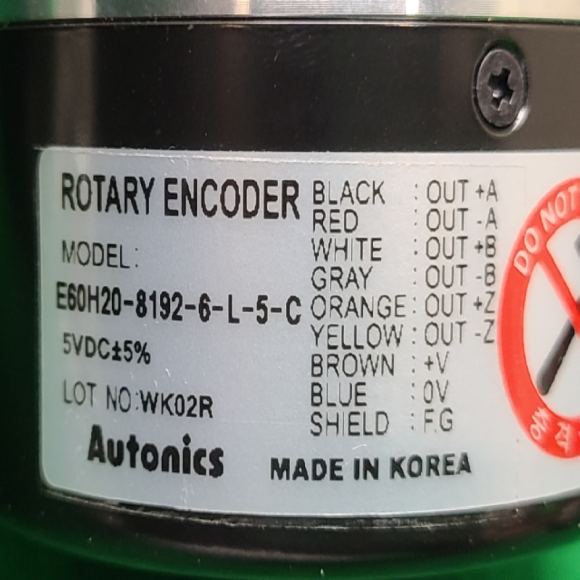 ROTARY ENCODER
MODEL:
E60H20-8192-6-L-5-C
5VDC±5%
LOT NO:WK02R
Autonics
BLACK : OUT +A
RED : OUT -A
WHITE : OUT +B
GRAY : OUT -B
ORANGE : OUT +Z
YELLOW : OUT -Z
BROWN : +V
BLUE : 0V
SHIELD : F.G
MADE IN KOREA
DO NOT